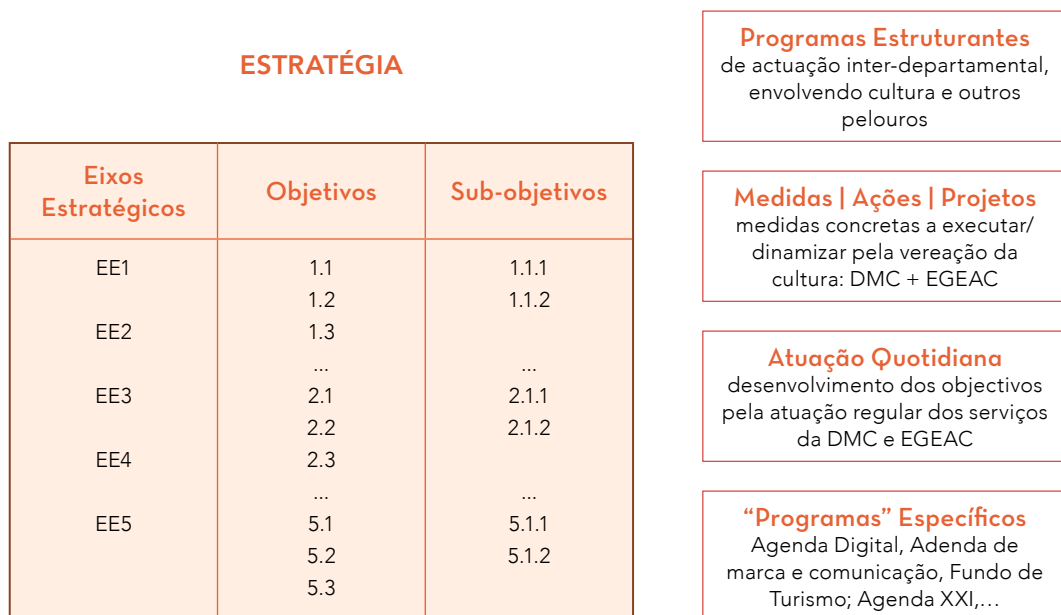 ESTRATÉGIA
Eixos
Estratégicos
Objetivos
Sub-objetivos
EE1
1.1
1.1.1
1.2
1.1.2
EE2
1.3
...
...
EE3
2.1
2.1.1
2.2
2.1.2
EE4
2.3
...
...
EE5
5.1
5.1.1
5.2
5.1.2
5.3
Programas Estruturantes
de actuação inter-departamental,
envolvendo cultura e outros
pelouros
Medidas | Ações | Projetos
medidas concretas a executar/
dinamizar pela vereação da
cultura: DMC + EGEAC
Atuação Quotidiana
desenvolvimento dos objectivos
pela atuação regular dos serviços
da DMC e EGEAC
“Programas” Específicos
Agenda Digital, Adenda de
marca e comunicação, Fundo de
Turismo; Agenda XXI,...